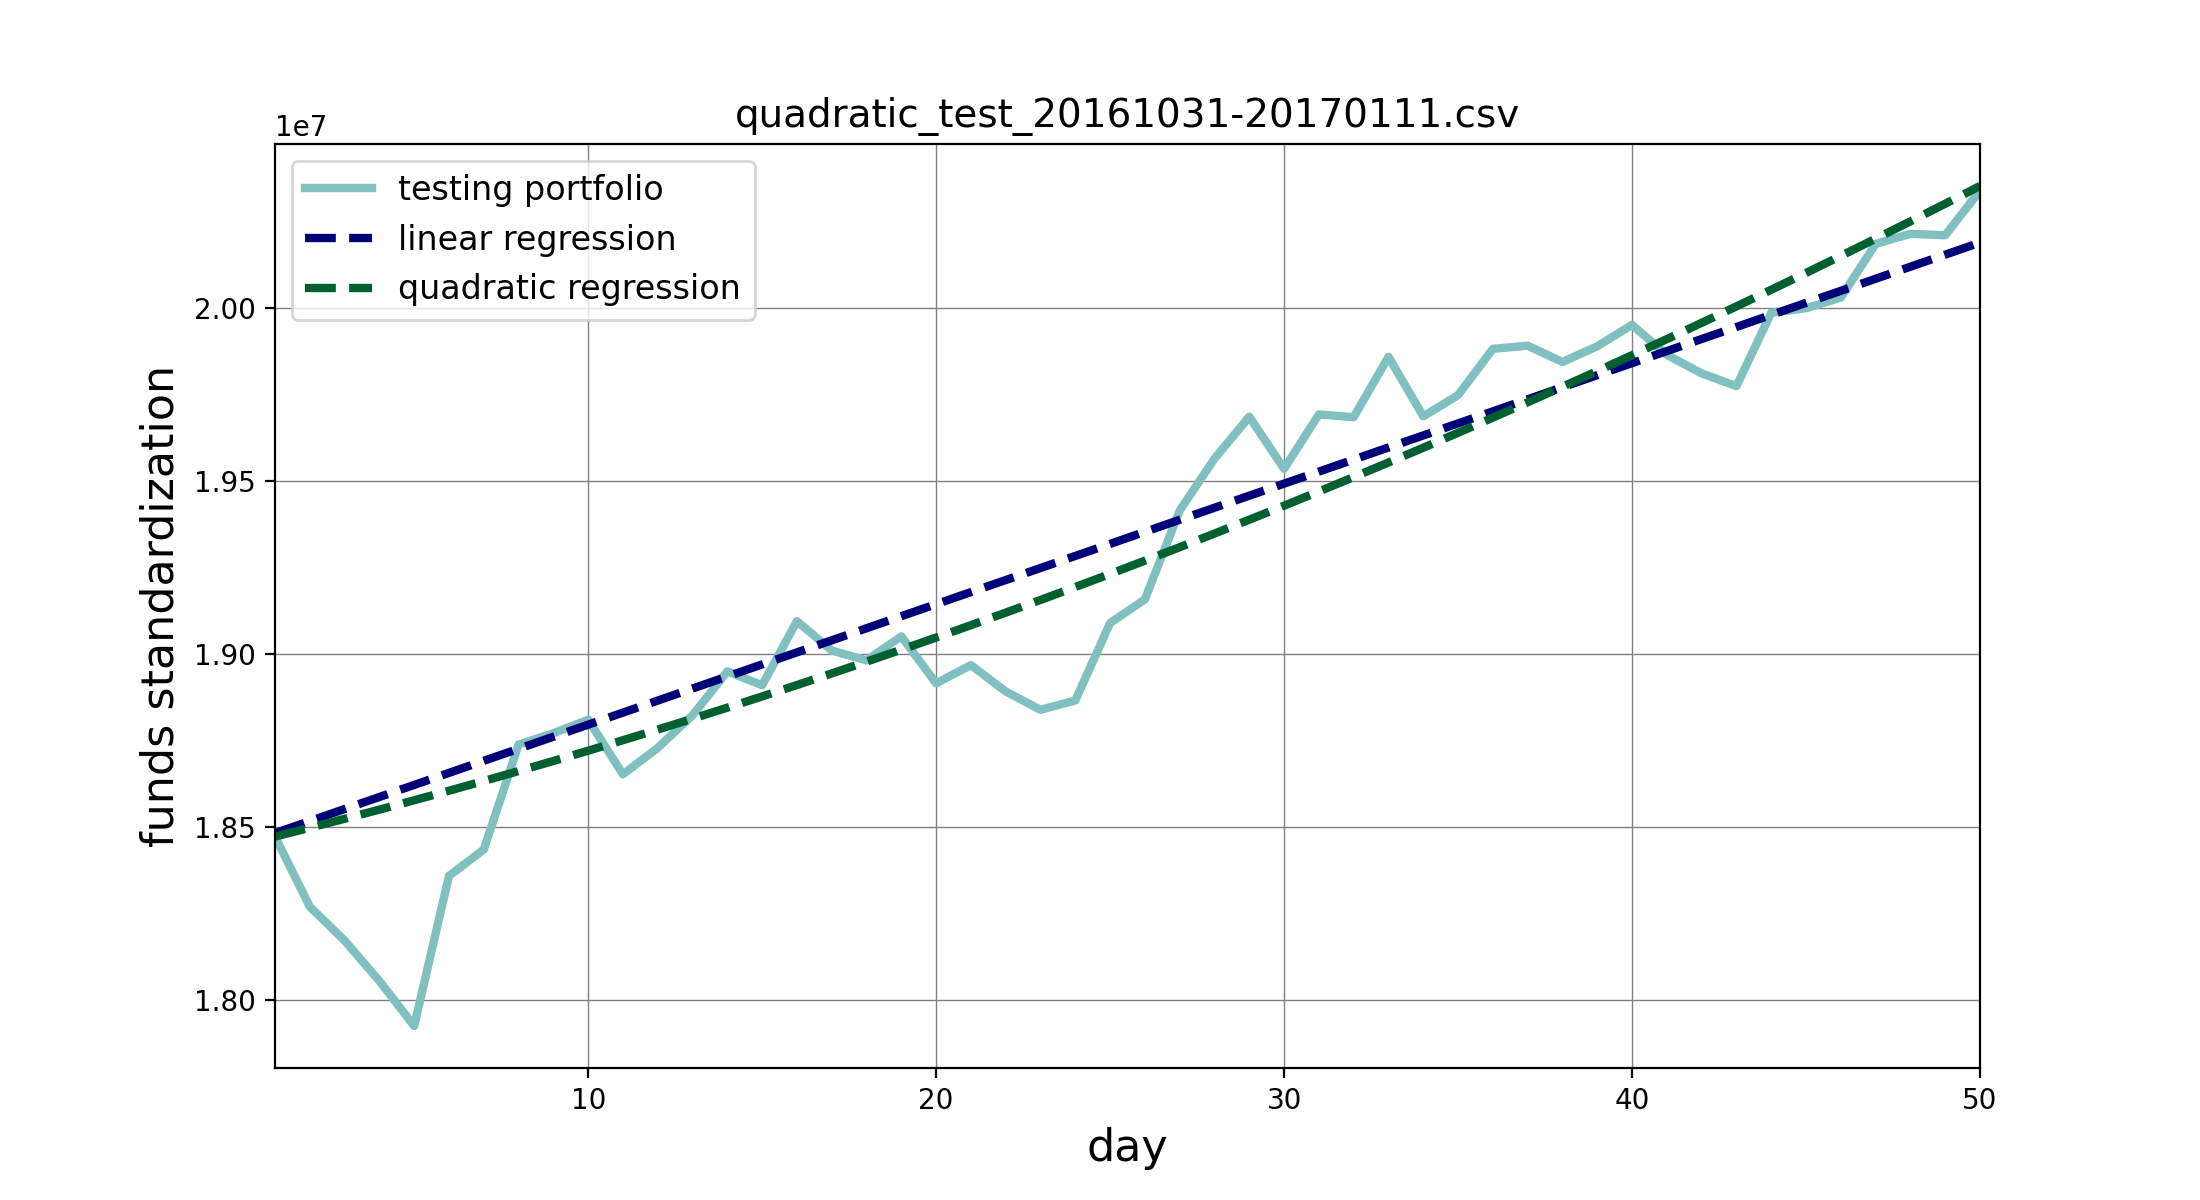 quadratic_test_20161031-20170111.csv
1e7
testing portfolio
linear regression
quadratic regression
2.00
1.95
1.90
1.85
1.80
funds standardization
10 20 30 40 50
day